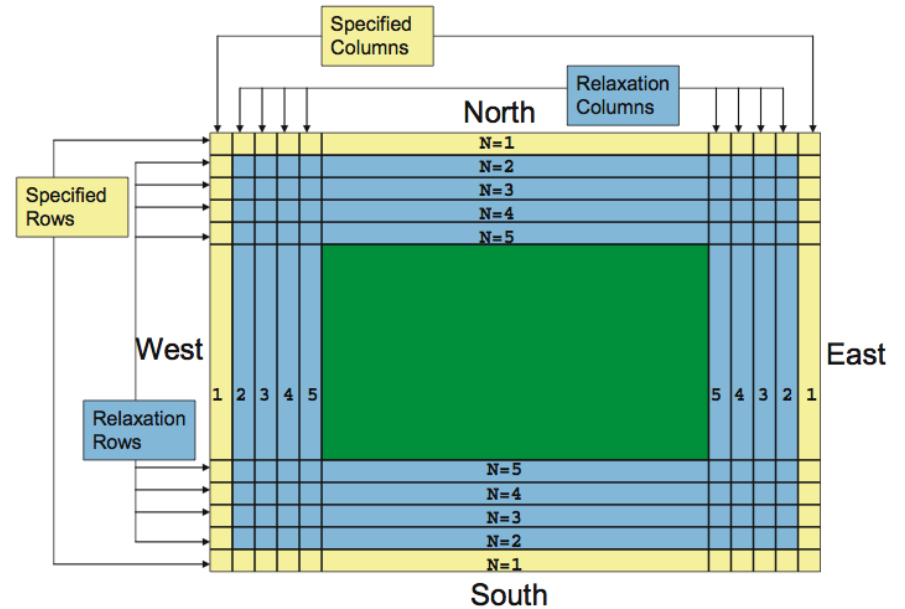 Specified
Columns
Relaxation
Columns
North
N=1
N=2
N=3
N=4
N=5
Specified
Rows
West
East
1 2 3 4 5
5 4 3 2 1
Relaxation
Rows
N=5
N=4
N=3
N=2
N=1
South